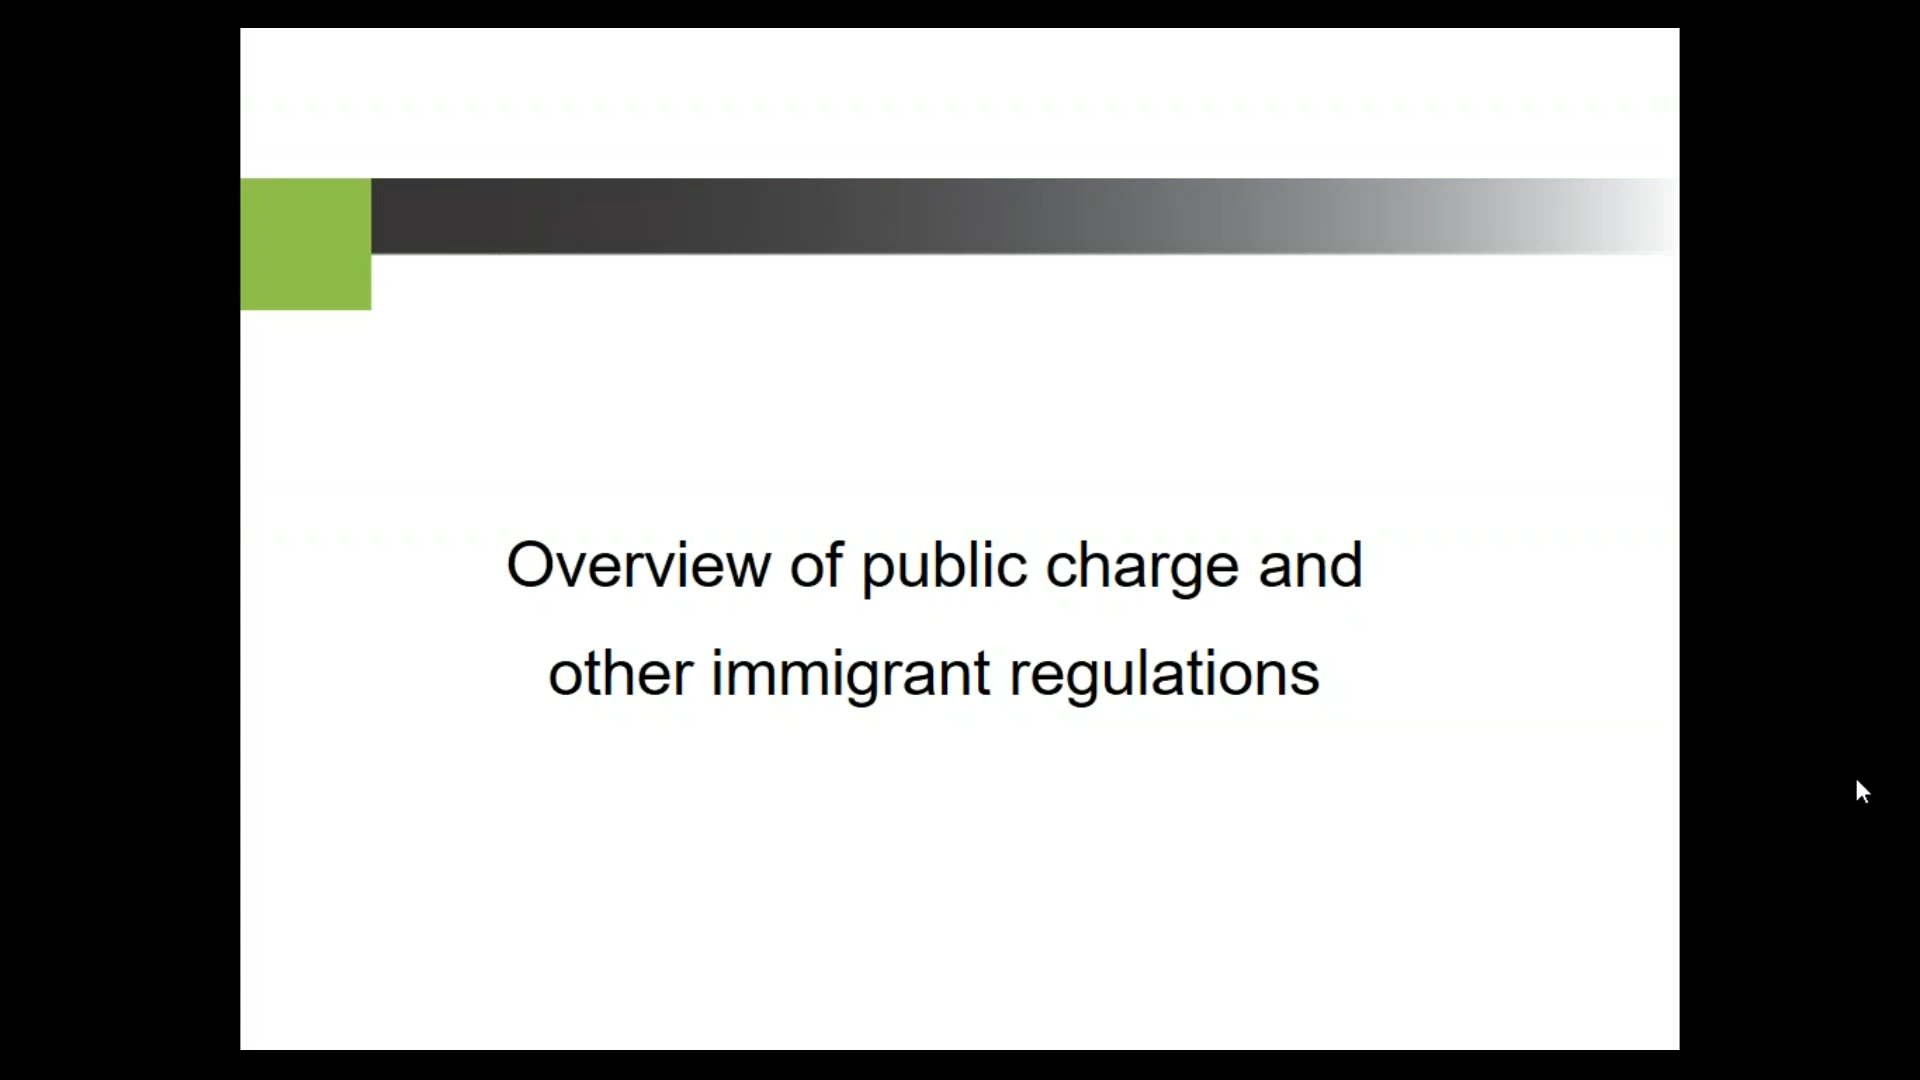 Overview of public charge and
other immigrant regulations